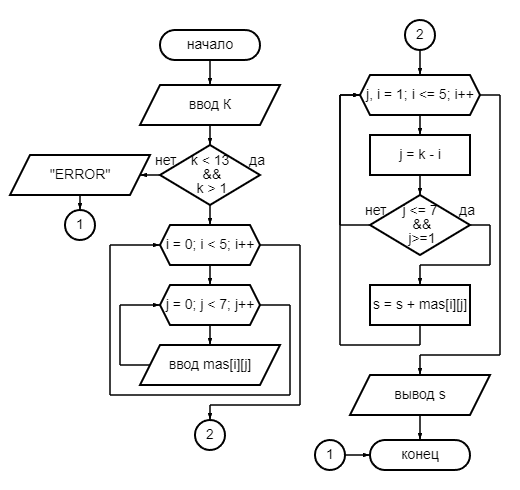 начало
ввод К
нет
k < 13
да
&&
k > 1
"ERROR"
1
i = 0; i < 5; i++
j = 0; j < 7; j++
ввод mas[i][j]
2
2
j, i = 1; i <= 5; i++
j = k - i
нет
j <= 7
да
&&
j>=1
s = s + mas[i][j]
вывод s
1
конец